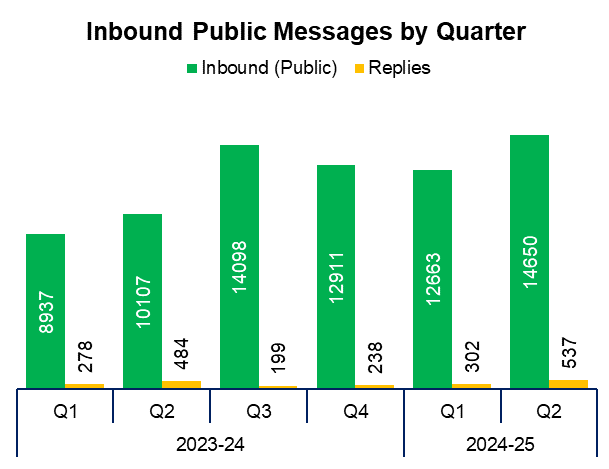 Inbound Public Messages by Quarter
Inbound (Public) Replies
8937 278 10107 484 14098 199 12911 238 12663 302 14650 537
Q1 Q2 Q3 Q4 Q1 Q2
2023-24 2024-25